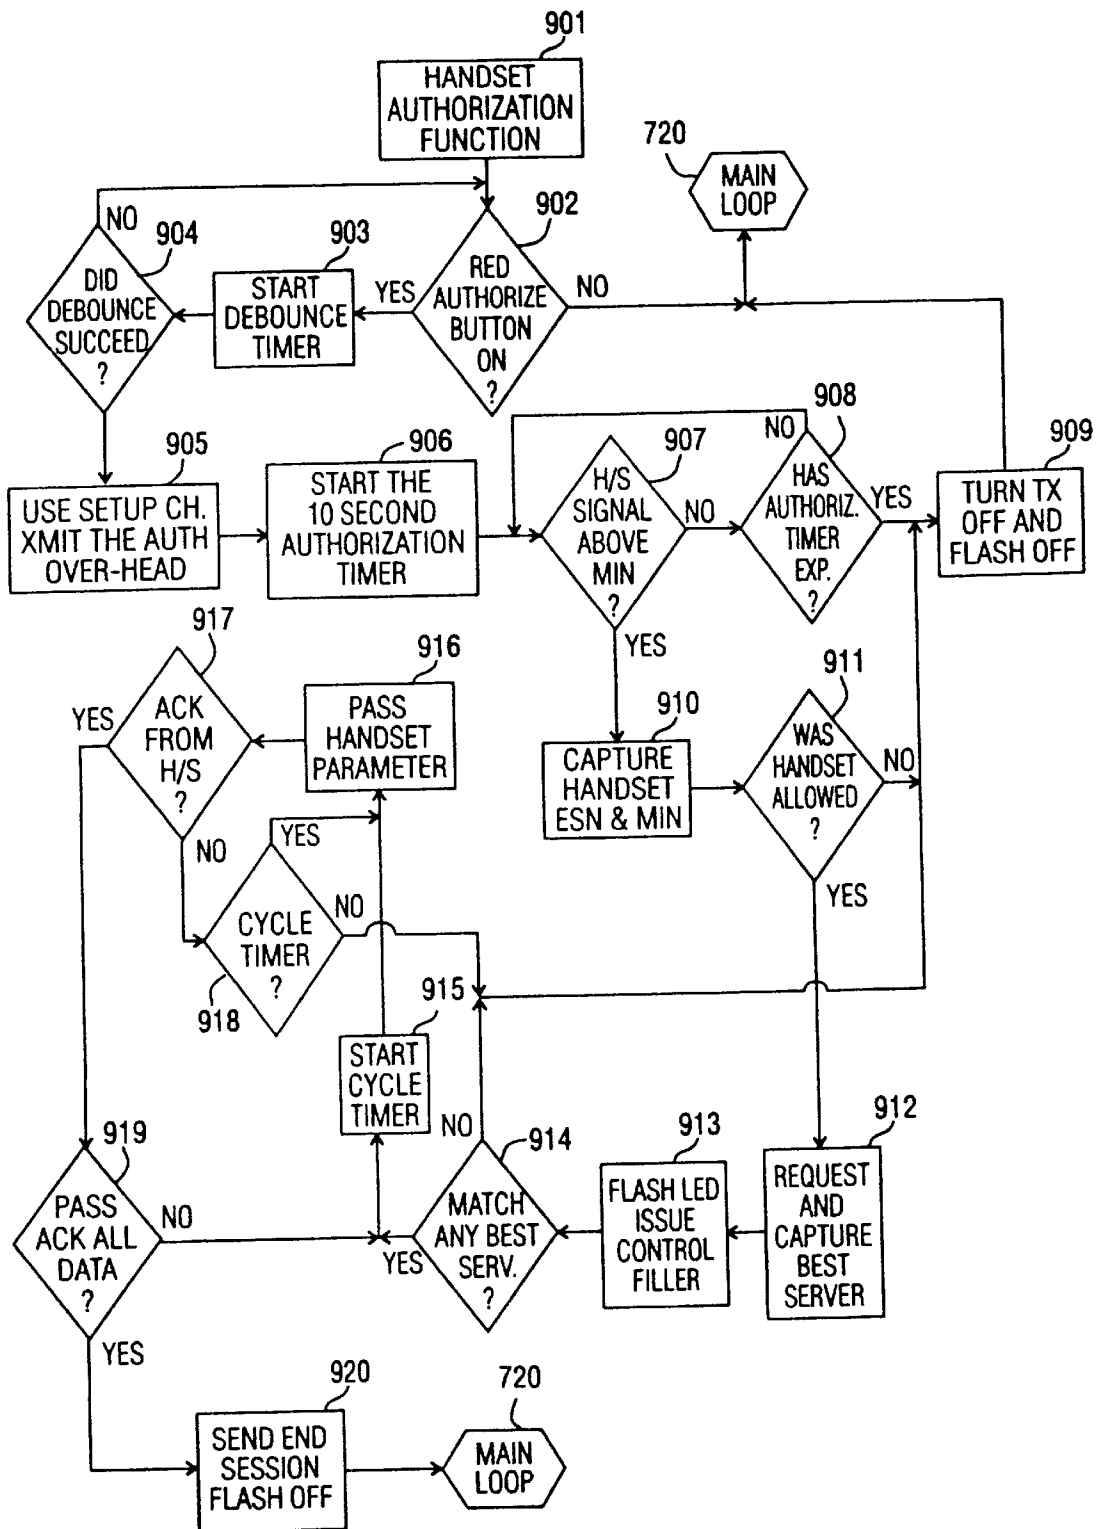 901
HANDSET
AUTHORIZATION
FUNCTION
720
MAIN
LOOP
NO
904
903
902
DID
DEBOUNCE
SUCCEED
?
START
DEBOUNCE
TIMER
YES
RED
AUTHORIZE
BUTTON
ON
?
NO
905
USE SETUP CH.
XMIT THE AUTH
OVER-HEAD
906
START THE
10 SECOND
AUTHORIZATION
TIMER
907
H/S
SIGNAL
ABOVE
MIN
?
NO
YES
908
NO
HAS
AUTHORIZ.
TIMER
EXP.
?
YES
909
TURN TX
OFF AND
FLASH OFF
917
YES
ACK
FROM
H/S
?
NO
916
PASS
HANDSET
PARAMETER
910
CAPTURE
HANDSET
ESN & MIN
911
WAS
HANDSET
ALLOWED
?
NO
YES
YES
CYCLE
TIMER
?
NO
918
915
START
CYCLE
TIMER
919
PASS
ACK ALL
DATA
?
NO
YES
NO
914
MATCH
ANY BEST
SERV.
?
YES
913
FLASH LED
ISSUE
CONTROL
FILLER
912
REQUEST
AND
CAPTURE
BEST
SERVER
920
SEND END
SESSION
FLASH OFF
720
MAIN
LOOP